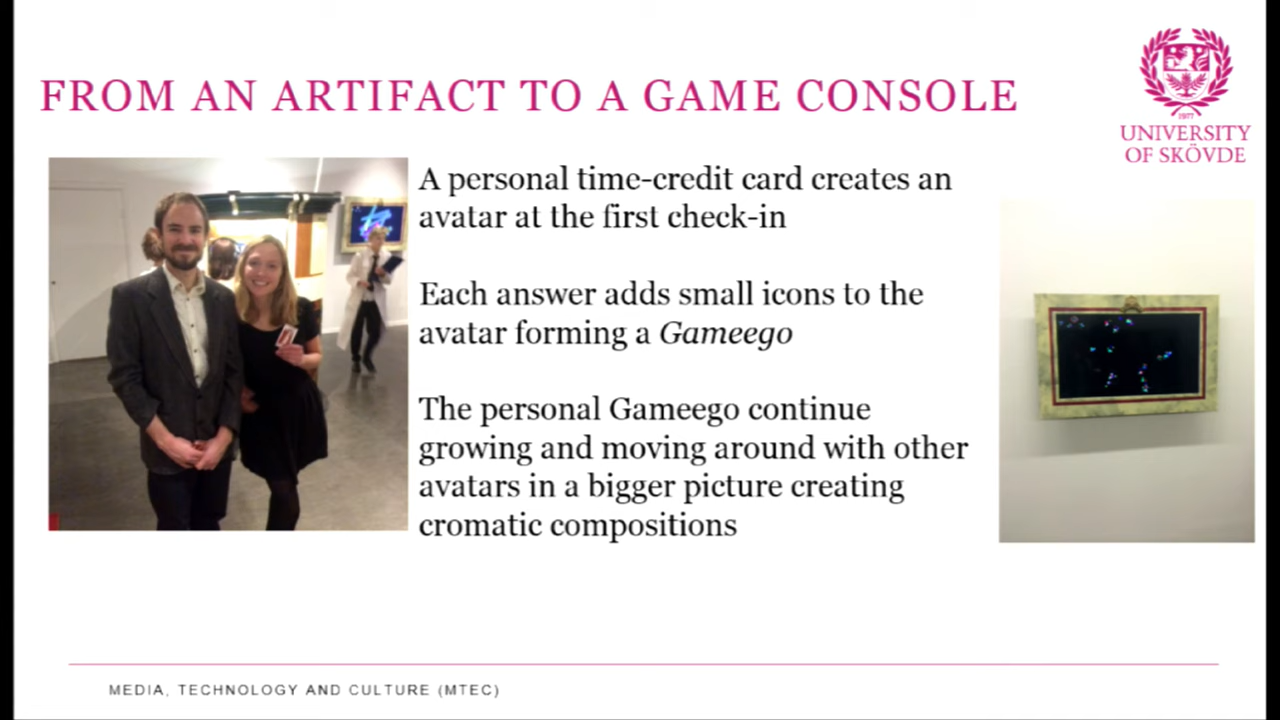 FROM AN ARTIFACT TO A GAME CONSOLE
1977
UNIVERSITY
OF SKÖVDE
A personal time-credit card creates an
avatar at the first check-in
Each answer adds small icons to the
avatar forming a Gameego
The personal Gameego continue
growing and moving around with other
avatars in a bigger picture creating
cromatic compositions
MEDIA, TECHNOLOGY AND CULTURE (MTEC)